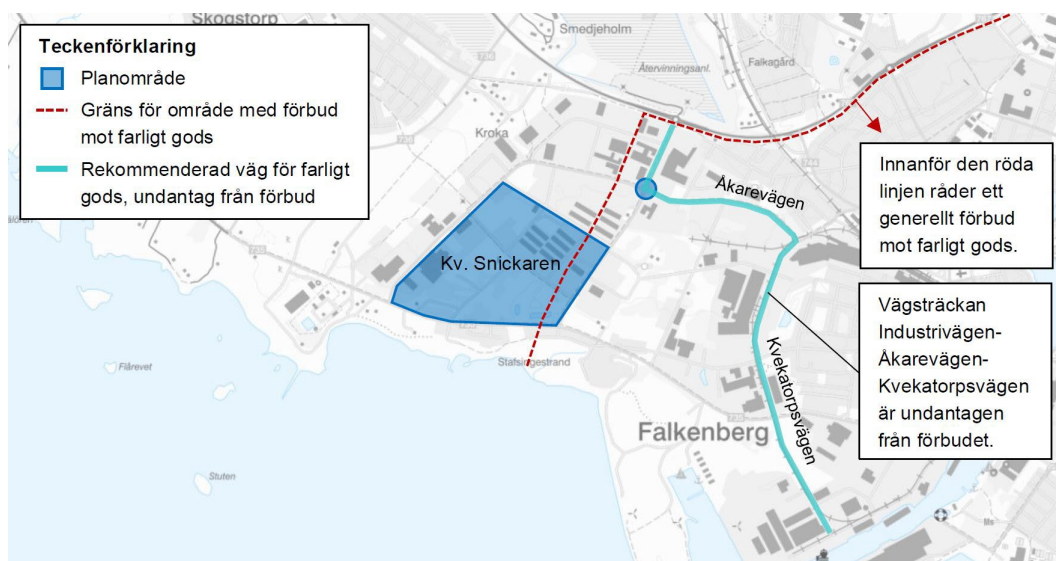 Skogstorp
Smedjeholm
Teckenförklaring
Planområde
Gräns för område med förbud
mot farligt gods
Rekommenderad väg för farligt
gods, undantag från förbud
Återvinningsanl.
Falkagård
Kroka
Innanför den röda
linjen råder ett
generellt förbud
mot farligt gods.
Åkarevägen
Kv. Snickaren
Vägsträckan
Industrivägen-
Åkarevägen-
Kvekatorpsvägen
är undantagen
från förbudet.
Kvekatorpsvägen
Stafsingestrand
Flårevet
Falkenberg
Stuten